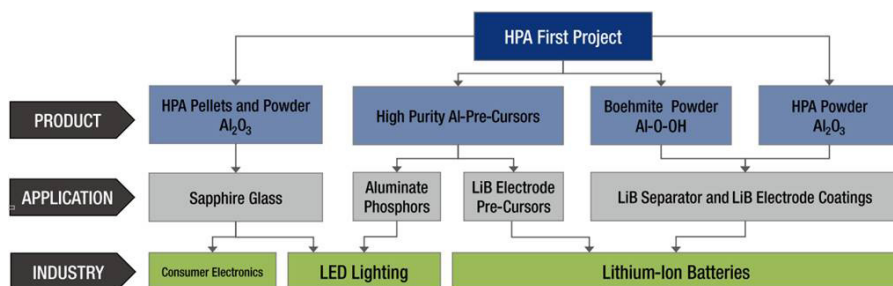 HPA First Project
PRODUCT
HPA Pellets and Powder
Al₂O₃
High Purity Al-Pre-Cursors
Boehmite Powder
Al-O-OH
HPA Powder
Al₂O₃
APPLICATION
Sapphire Glass
Aluminate
Phosphors
LiB Electrode
Pre-Cursors
LiB Separator and LiB Electrode Coatings
INDUSTRY
Consumer Electronics
LED Lighting
Lithium-Ion Batteries